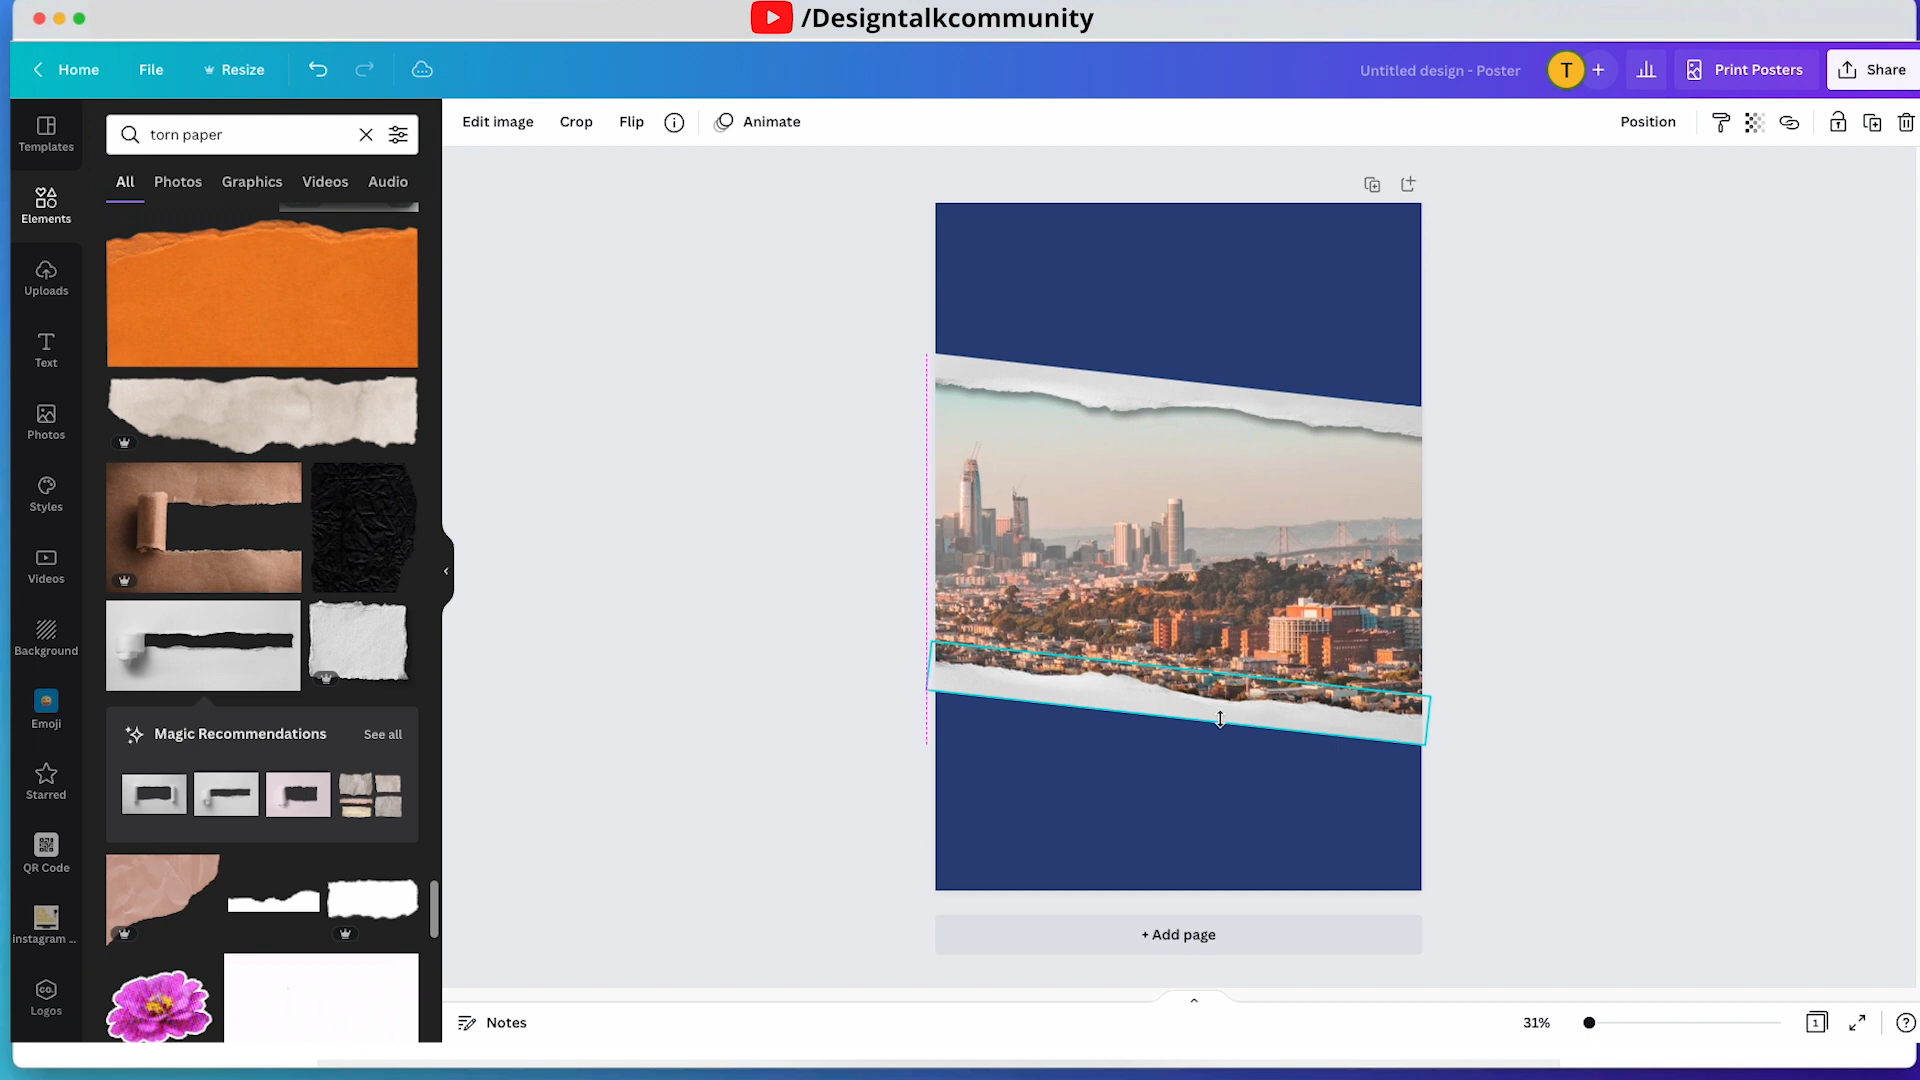 /Designtalkcommunity
Home
File
Resize
Untitled design - Poster
T
+
Print Posters
Share
Templates
Elements
Uploads
Text
Photos
Styles
Videos
Background
Emoji
Starred
QR Code
instagram ...
Logos
torn paper
All
Photos
Graphics
Videos
Audio
Magic Recommendations
See all
Edit image
Crop
Flip
Animate
Position
+ Add page
Notes
31%
1
?
CO.